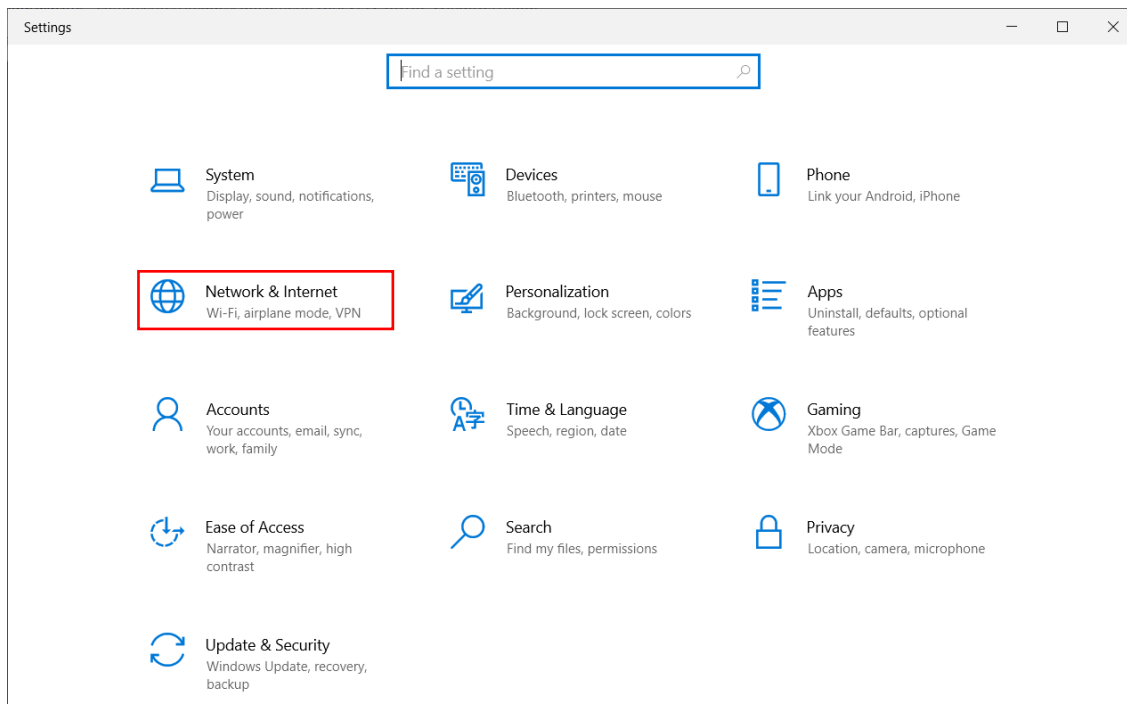 Settings
Find a setting
System
Display, sound, notifications,
power
Devices
Bluetooth, printers, mouse
Phone
Link your Android, iPhone
Network & Internet
Wi-Fi, airplane mode, VPN
Personalization
Background, lock screen, colors
Apps
Uninstall, defaults, optional
features
Accounts
Your accounts, email, sync,
work, family
Time & Language
Speech, region, date
Gaming
Xbox Game Bar, captures, Game
Mode
Ease of Access
Narrator, magnifier, high
contrast
Search
Find my files, permissions
Privacy
Location, camera, microphone
Update & Security
Windows Update, recovery,
backup